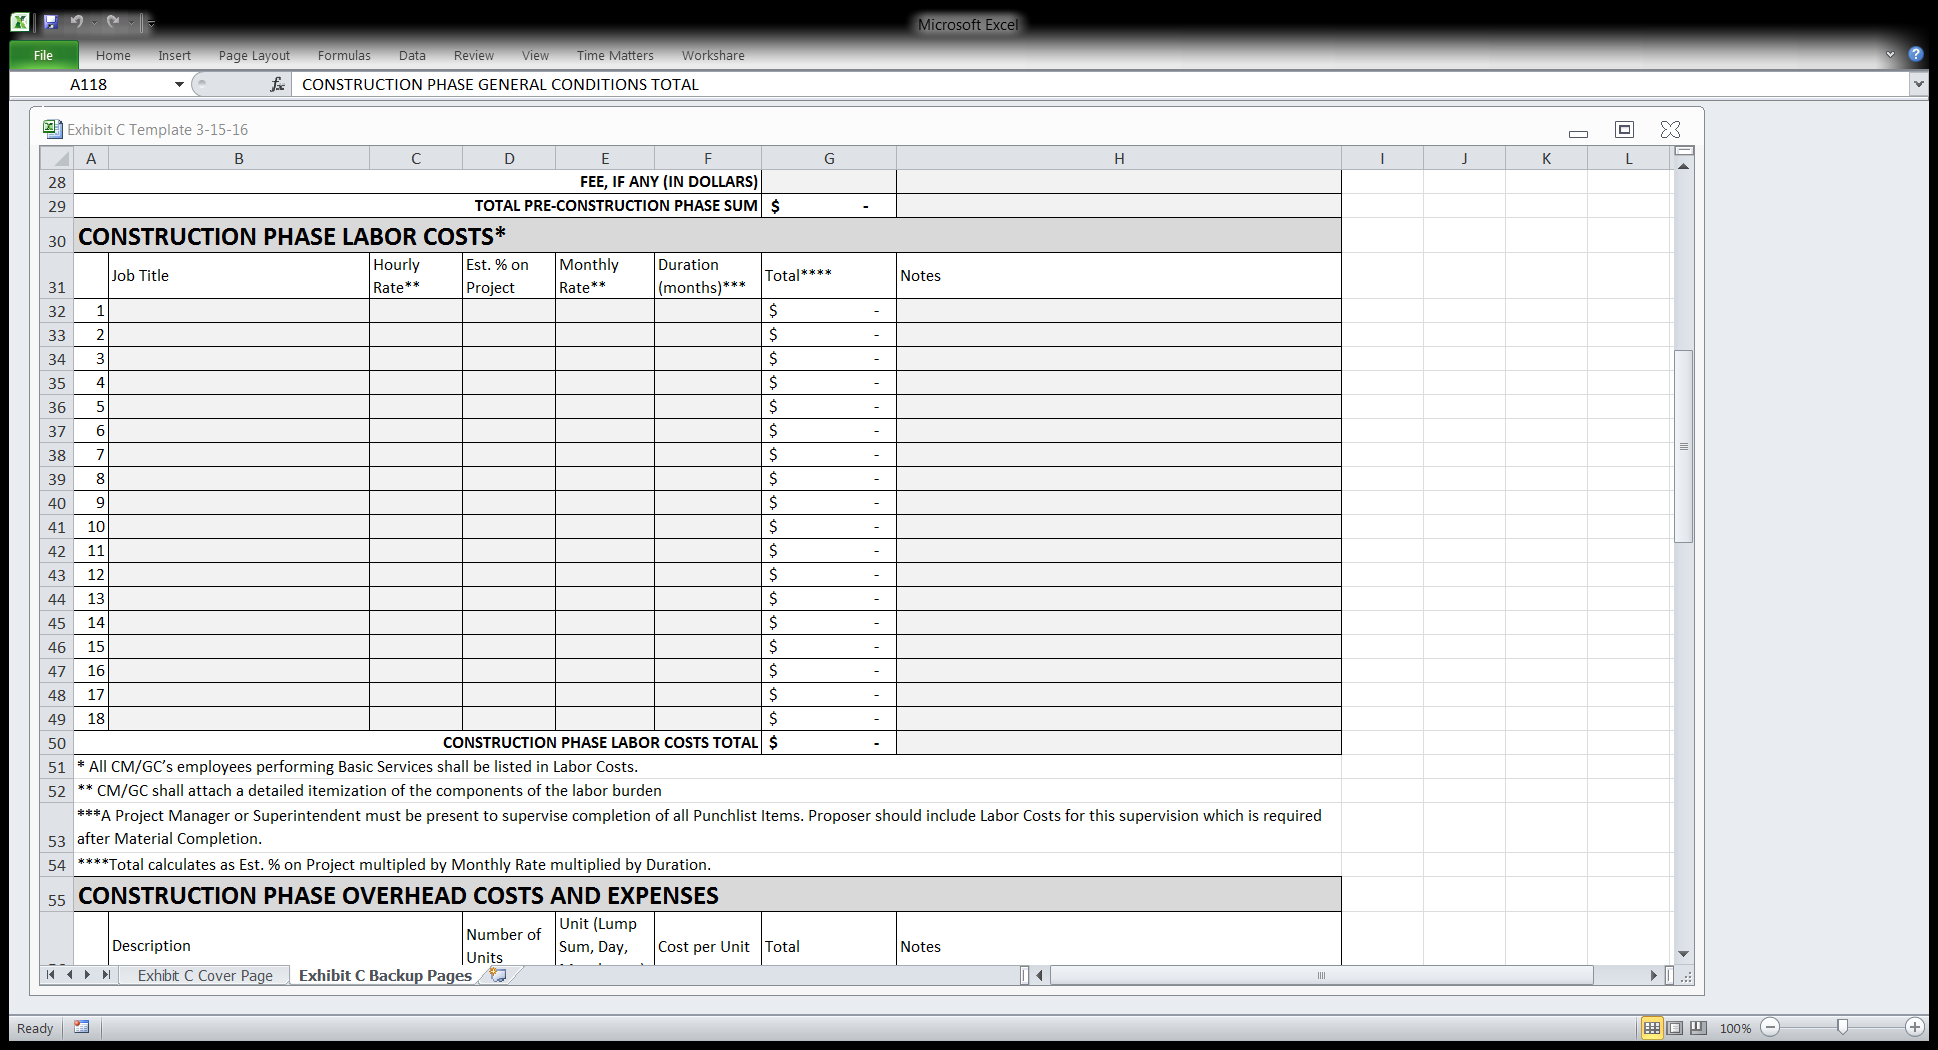 Microsoft Excel
File Home Insert Page Layout Formulas Data Review View Time Matters Workshare
A118 fx CONSTRUCTION PHASE GENERAL CONDITIONS TOTAL
Exhibit C Template 3-15-16
A B C D E F G H I J K L
28 FEE, IF ANY (IN DOLLARS)
29 TOTAL PRE-CONSTRUCTION PHASE SUM $ -
30 CONSTRUCTION PHASE LABOR COSTS*
31 Job Title Hourly Rate** Est. % on Project Monthly Rate** Duration (months)*** Total**** Notes
32 1 $ -
33 2 $ -
34 3 $ -
35 4 $ -
36 5 $ -
37 6 $ -
38 7 $ -
39 8 $ -
40 9 $ -
41 10 $ -
42 11 $ -
43 12 $ -
44 13 $ -
45 14 $ -
46 15 $ -
47 16 $ -
48 17 $ -
49 18 $ -
50 CONSTRUCTION PHASE LABOR COSTS TOTAL $ -
51 * All CM/GC’s employees performing Basic Services shall be listed in Labor Costs.
52 ** CM/GC shall attach a detailed itemization of the components of the labor burden
***A Project Manager or Superintendent must be present to supervise completion of all Punchlist Items. Proposer should include Labor Costs for this supervision which is required
53 after Material Completion.
54 ****Total calculates as Est. % on Project multipled by Monthly Rate multiplied by Duration.
55 CONSTRUCTION PHASE OVERHEAD COSTS AND EXPENSES
Description Number of Units Unit (Lump Sum, Day, Cost per Unit Total Notes
Exhibit C Cover Page Exhibit C Backup Pages
Ready 100%